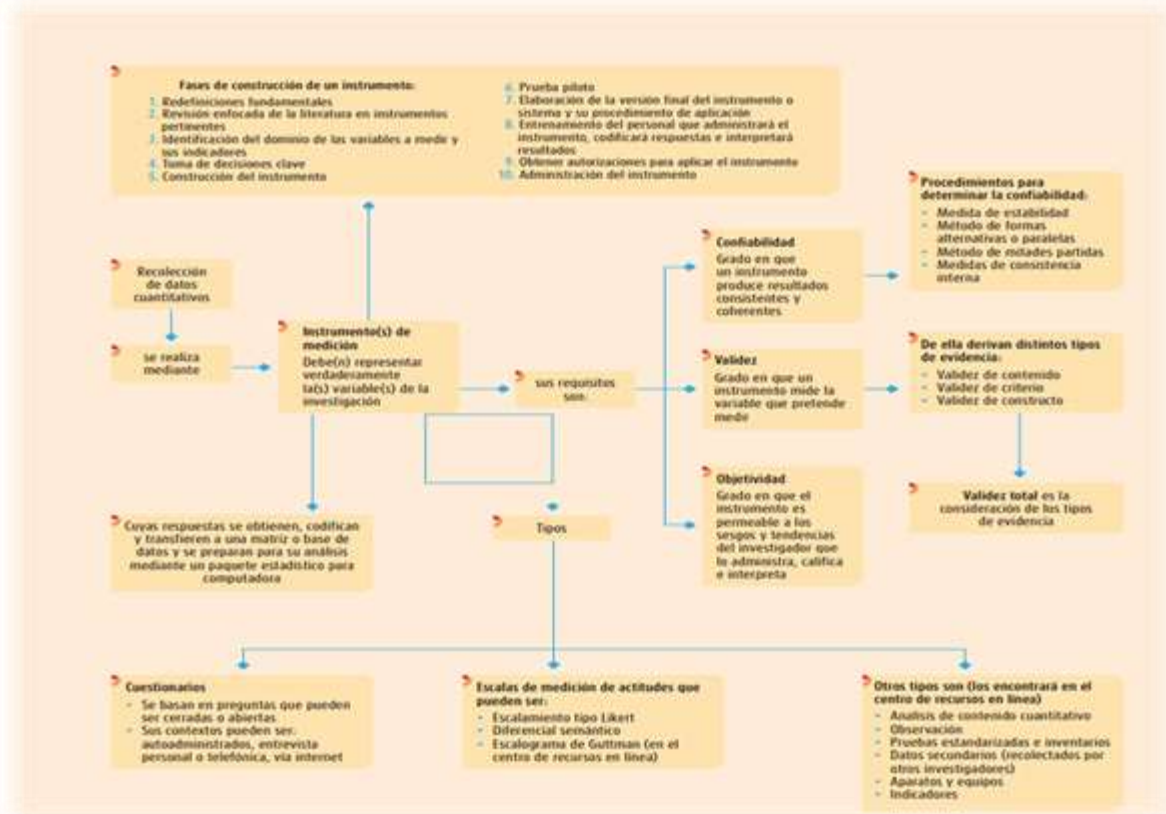 Fases de construcción de un instrumento:
1. Redefiniciones fundamentales
2. Revisión enfocada de la literatura en instrumentos
pertinentes
3. Identificación del dominio de las variables a medir y
sus indicadores
4. Toma de decisiones clave
5. Construcción del instrumento
6. Prueba piloto
7. Elaboración de la versión final del instrumento o
sistema y su procedimiento de aplicación
8. Entrenamiento del personal que administrará el
instrumento, codificará respuestas e interpretará
resultados
9. Obtener autorizaciones para aplicar el instrumento
10. Administración del instrumento
Recolección
de datos
cuantitativos
se realiza
mediante
Instrumento(s) de
medición
Debe(n) representar
verdaderamente
la(s) variable(s) de la
investigación
sus requisitos
son:
Confiabilidad
Grado en que
un instrumento
produce resultados
consistentes y
coherentes
Procedimientos para
determinar la confiabilidad:
- Medida de estabilidad
- Método de formas
alternativas o paralelas
- Método de mitades partidas
- Medidas de consistencia
interna
Validez
Grado en que un
instrumento mide la
variable que pretende
medir
De ella derivan distintos tipos
de evidencia:
- Validez de contenido
- Validez de criterio
- Validez de constructo
Objetividad
Grado en que el
instrumento es
permeable a los
sesgos y tendencias
del investigador que
lo administra, califica
e interpreta
Validez total es la
consideración de los tipos
de evidencia
Cuyas respuestas se obtienen, codifican
y transfieren a una matriz o base de
datos y se preparan para su análisis
mediante un paquete estadístico para
computadora
Tipos
Cuestionarios
- Se basan en preguntas que pueden
ser cerradas o abiertas
- Sus contextos pueden ser:
autoadministrados, entrevista
personal o telefónica, vía internet
Escalas de medición de actitudes que
pueden ser:
- Escalamiento tipo Likert
- Diferencial semántico
- Escalograma de Guttman (en el
centro de recursos en línea)
Otros tipos son (los encontrará en el
centro de recursos en línea)
- Análisis de contenido cuantitativo
- Observación
- Pruebas estandarizadas e inventarios
- Datos secundarios (recolectados por
otros investigadores)
- Aparatos y equipos
- Indicadores